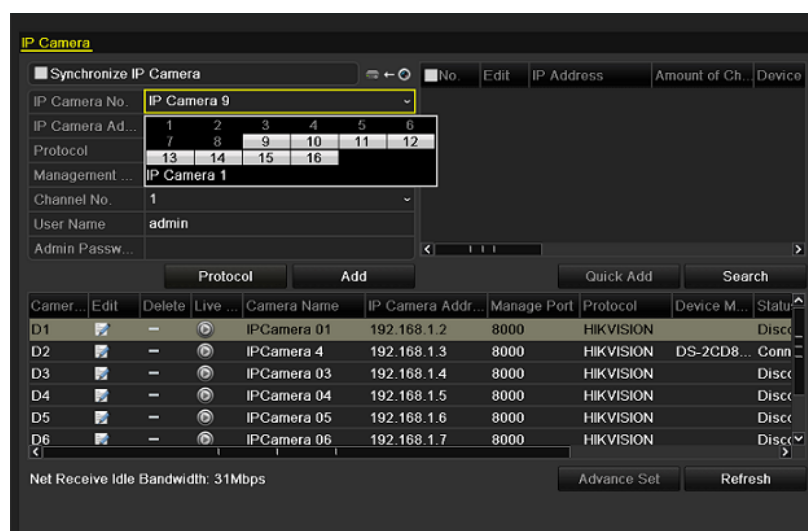 IP Camera
Synchronize IP Camera
No. Edit IP Address Amount of Ch... Device
IP Camera No. IP Camera 9
IP Camera Ad...
1 2 3 4 5 6
7 8 9 10 11 12
13 14 15 16
IP Camera 1
Protocol
Management ...
Channel No. 1
User Name admin
Admin Passw...
Protocol Add Quick Add Search
Camer... Edit Delete Live ... Camera Name IP Camera Addr... Manage Port Protocol Device M... Status
D1 IPCamera 01 192.168.1.2 8000 HIKVISION Disc
D2 IPCamera 4 192.168.1.3 8000 HIKVISION DS-2CD8... Conn
D3 IPCamera 03 192.168.1.4 8000 HIKVISION Disc
D4 IPCamera 04 192.168.1.5 8000 HIKVISION Disc
D5 IPCamera 05 192.168.1.6 8000 HIKVISION Disc
D6 IPCamera 06 192.168.1.7 8000 HIKVISION Disc
Net Receive Idle Bandwidth: 31Mbps
Advance Set Refresh